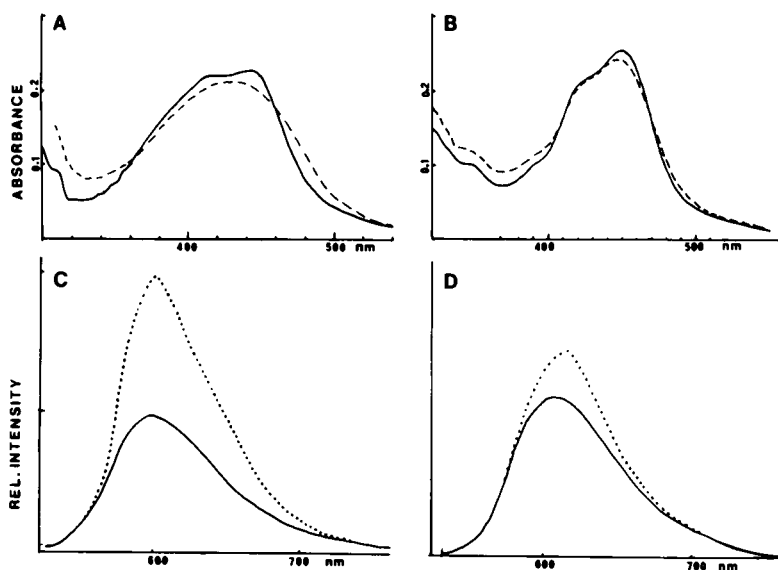 A
B
ABSORBANCE
0.2
0.1
0.2
0.1
400
500
nm
400
500
nm
C
D
REL. INTENSITY
600
700
nm
600
700
nm